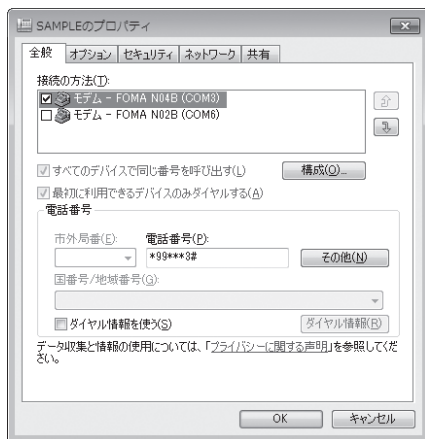 SAMPLEのプロパティ
全般 オプション セキュリティ ネットワーク 共有
接続の方法(T):
モデム - FOMA N04B (COM3)
モデム - FOMA N02B (COM6)
すべてのデバイスで同じ番号を呼び出す(L) 構成(O)...
最初に利用できるデバイスのみダイヤルする(A)
電話番号
市外局番(E): 電話番号(P):
*99***3# その他(N)
国番号/地域番号(G):
ダイヤル情報を使う(S) ダイヤル情報(R)
データ収集と情報の使用については、「プライバシーに関する声明」を参照してくだ
さい。
OK キャンセル